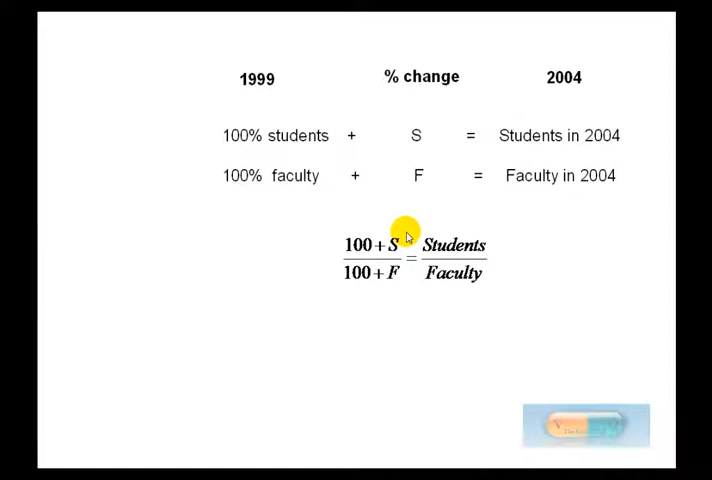 1999 % change 2004
100% students + S = Students in 2004
100% faculty + F = Faculty in 2004
100 + S / 100 + F = Students / Faculty